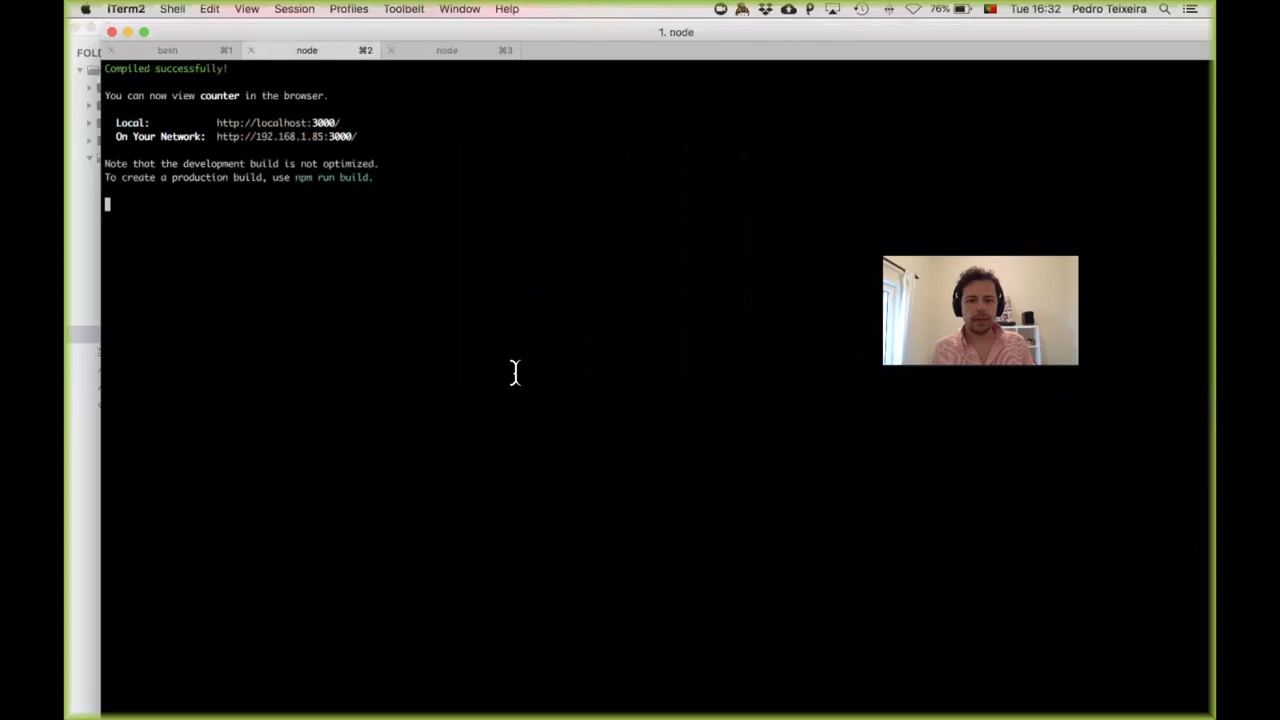 iTerm2 Shell Edit View Session Profiles Toolbelt Window Help 76% Tue 16:32 Pedro Teixeira
1. node
bash ⌘1 node ⌘2 node ⌘3
FOL
Compiled successfully!
You can now view counter in the browser.
Local: http://localhost:3000/
On Your Network: http://192.168.1.85:3000/
Note that the development build is not optimized.
To create a production build, use npm run build.